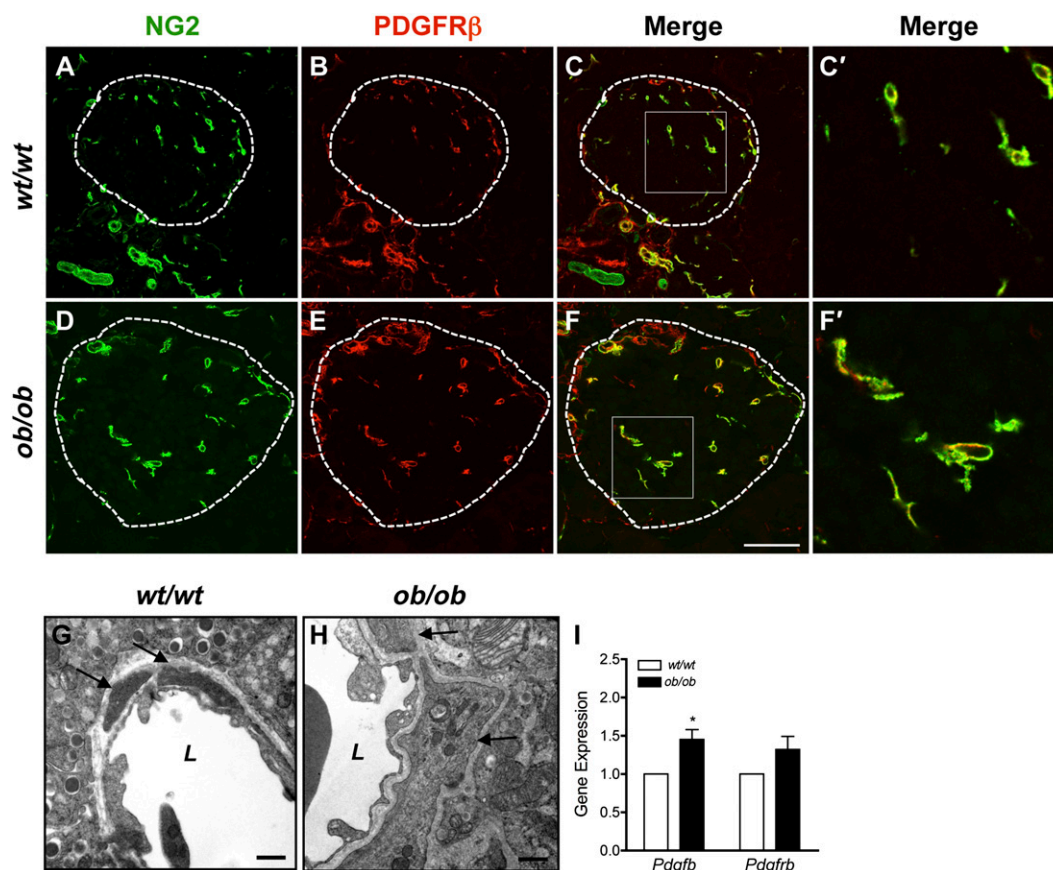 NG2 PDGFRβ Merge Merge
wt/wt
A B C C′
ob/ob
D E F F′
wt/wt ob/ob
G H I
L L
Gene Expression
2.5
2.0
1.5
1.0
0.5
0.0
wt/wt
ob/ob
*
Pdgfb Pdgfrb